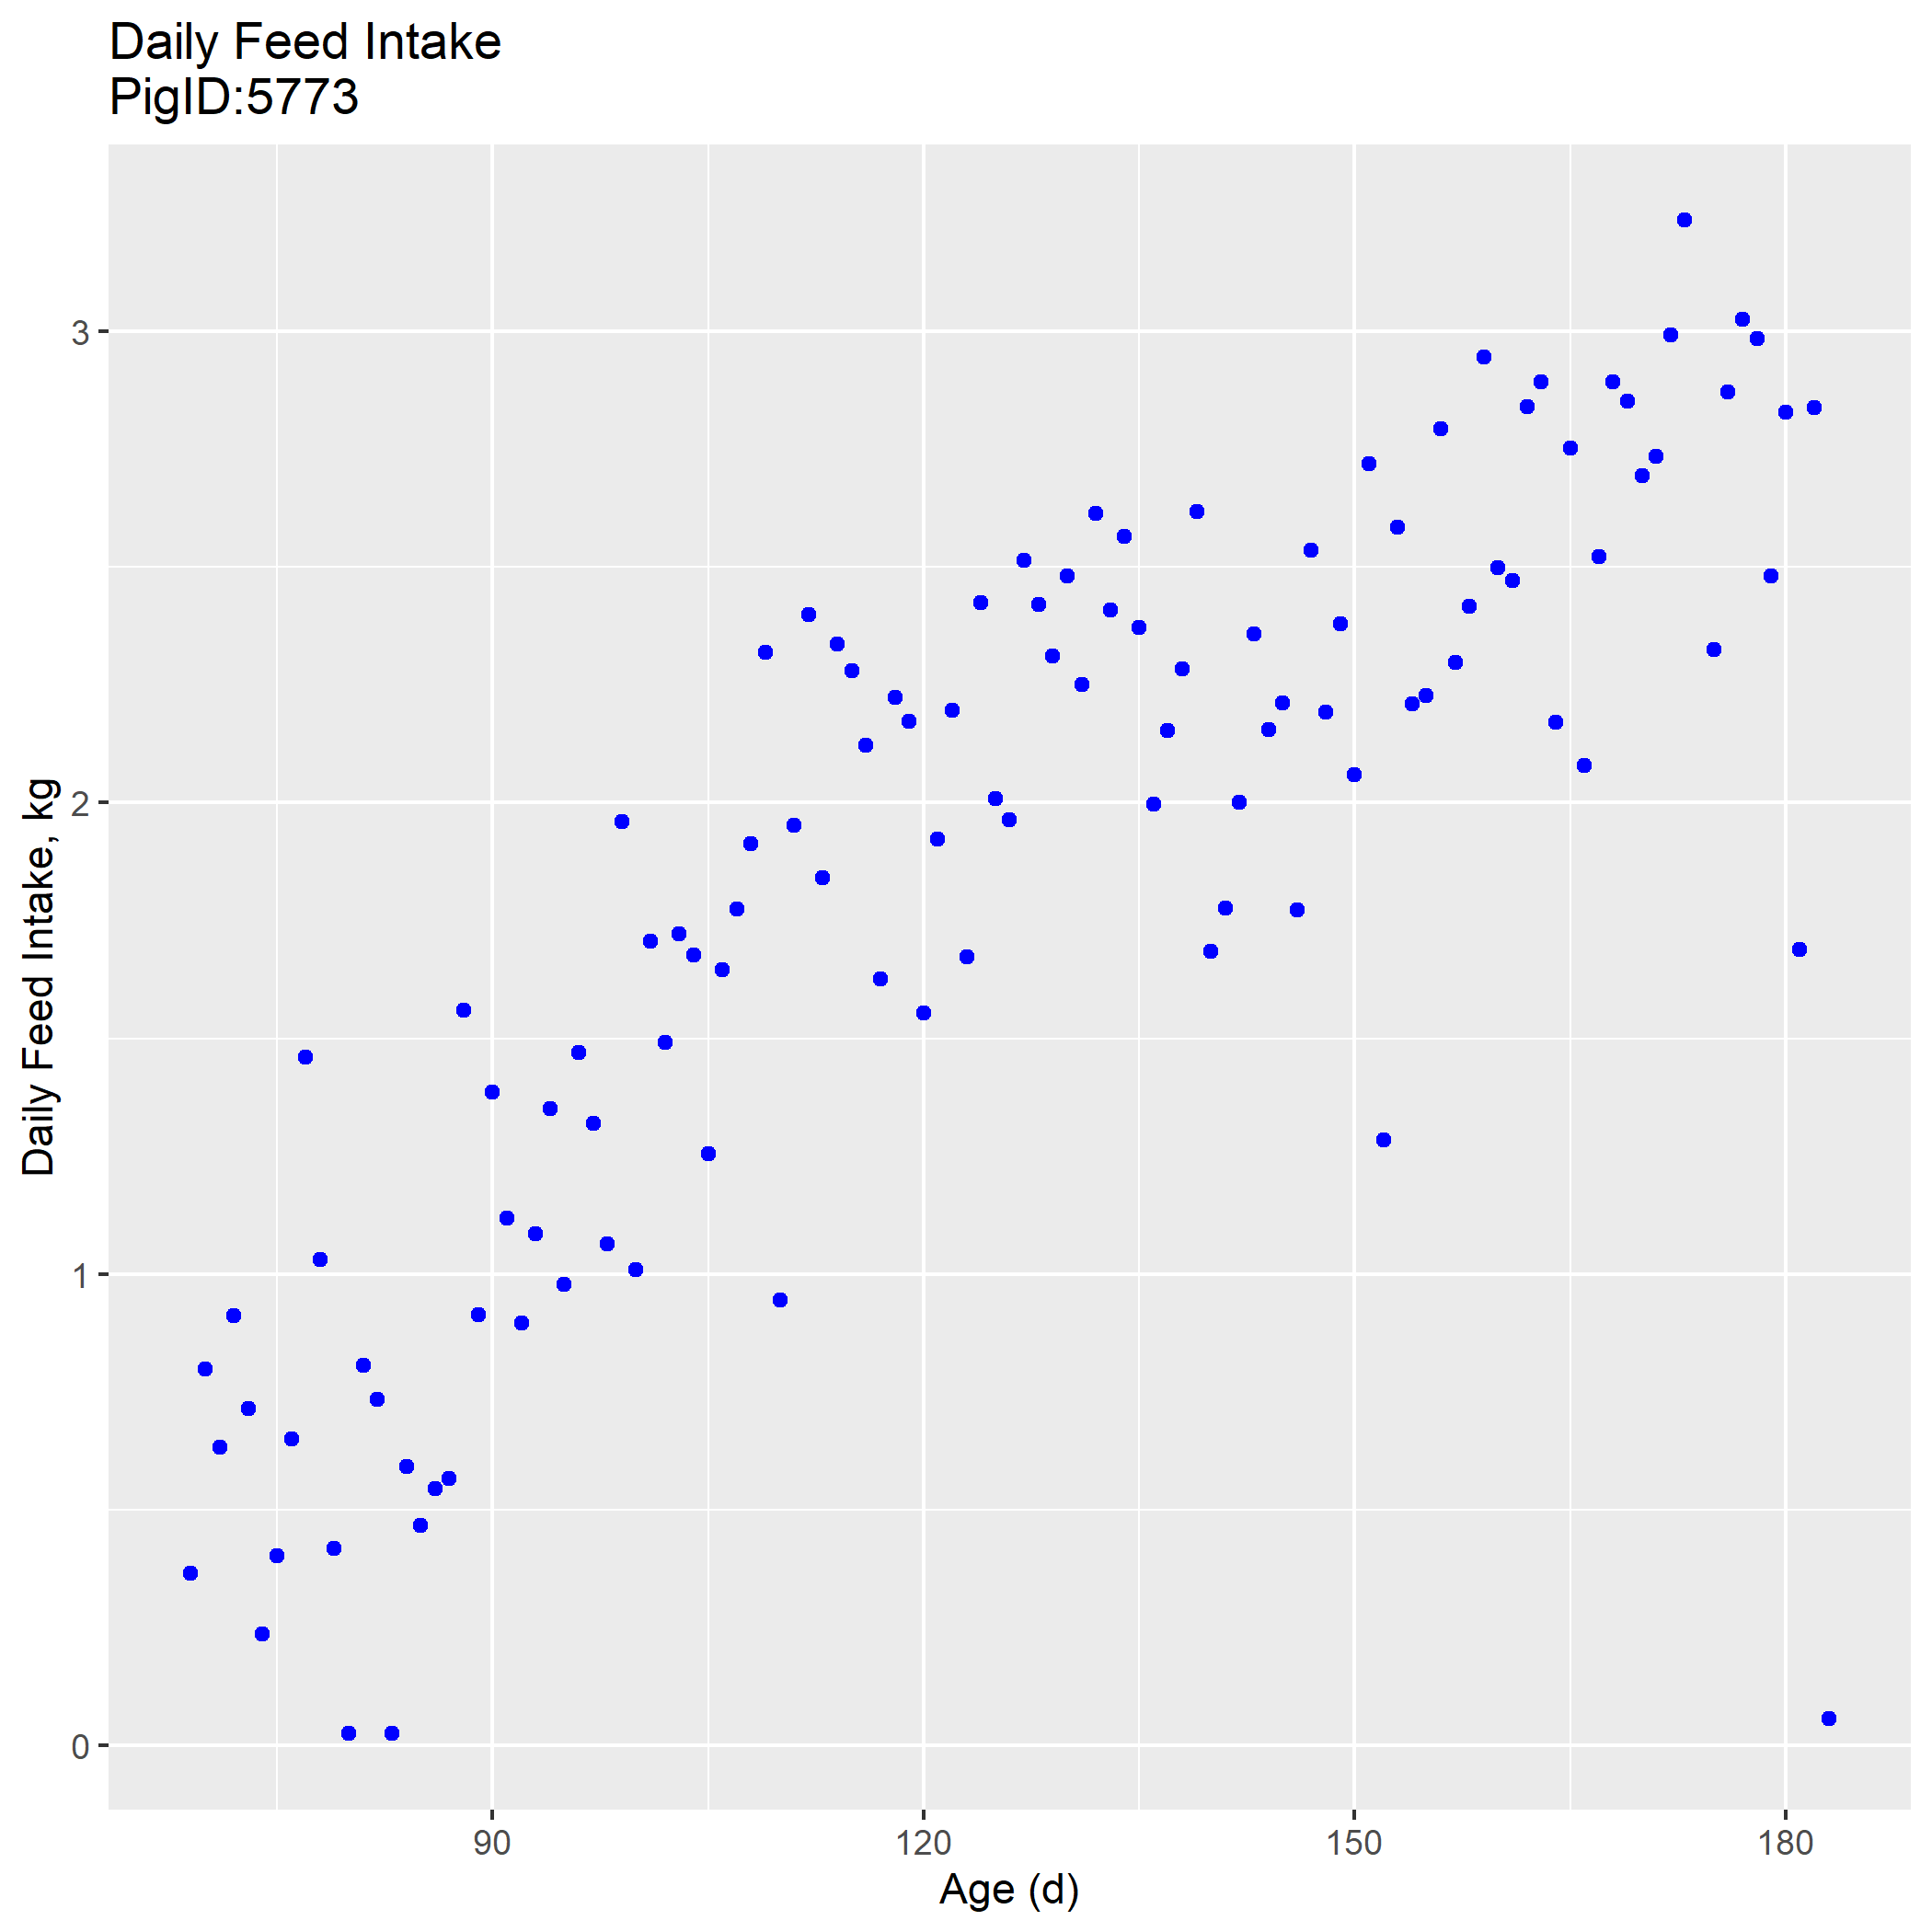 Daily Feed Intake
PigID:5773
3
2
1
0
Daily Feed Intake, kg
90 120 150 180
Age (d)